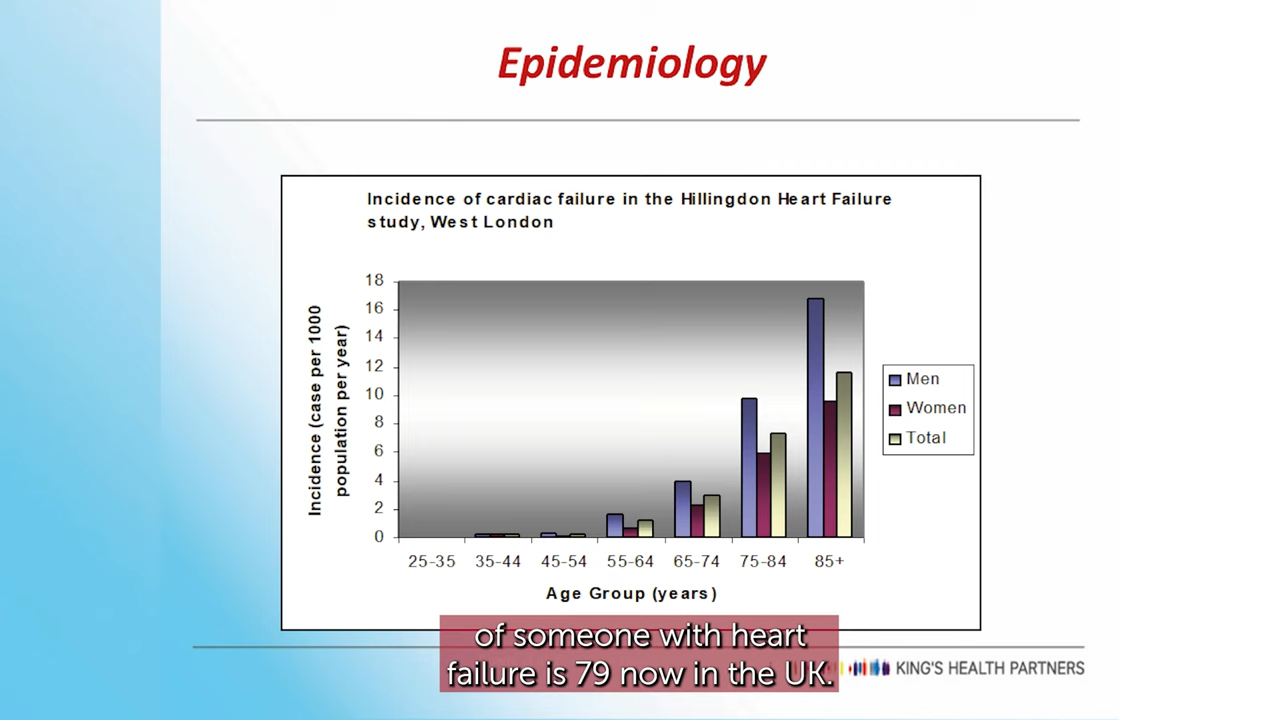 Epidemiology
Incidence of cardiac failure in the Hillingdon Heart Failure
study, West London
Incidence (case per 1000
population per year)
18
16
14
12
10
8
6
4
2
0
Men
Women
Total
25-35 35-44 45-54 55-64 65-74 75-84 85+
Age Group (years)
of someone with heart
failure is 79 now in the UK.
KING'S HEALTH PARTNERS